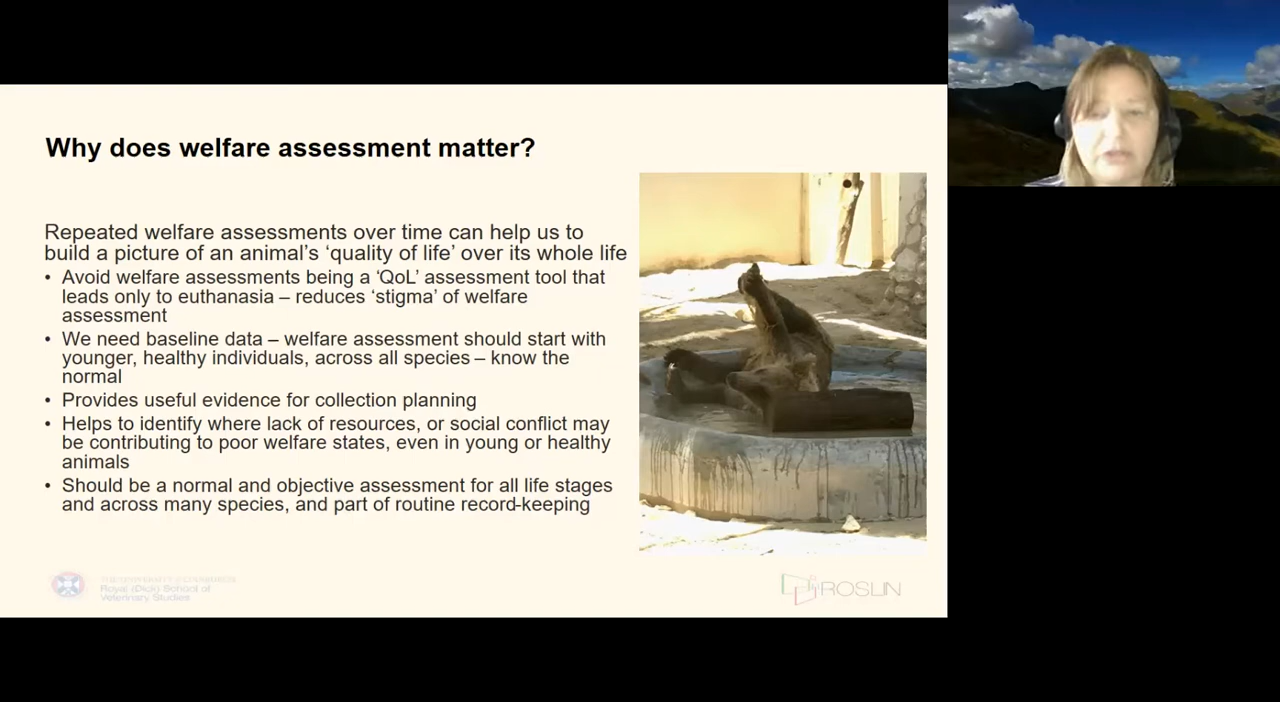 Why does welfare assessment matter?
Repeated welfare assessments over time can help us to
build a picture of an animal's 'quality of life' over its whole life
• Avoid welfare assessments being a 'QoL' assessment tool that
leads only to euthanasia – reduces 'stigma' of welfare
assessment
• We need baseline data – welfare assessment should start with
younger, healthy individuals, across all species – know the
normal
• Provides useful evidence for collection planning
• Helps to identify where lack of resources, or social conflict may
be contributing to poor welfare states, even in young or healthy
animals
• Should be a normal and objective assessment for all life stages
and across many species, and part of routine record-keeping
THE UNIVERSITY of EDINBURGH
Royal (Dick) School of
Veterinary Studies
ROSLIN